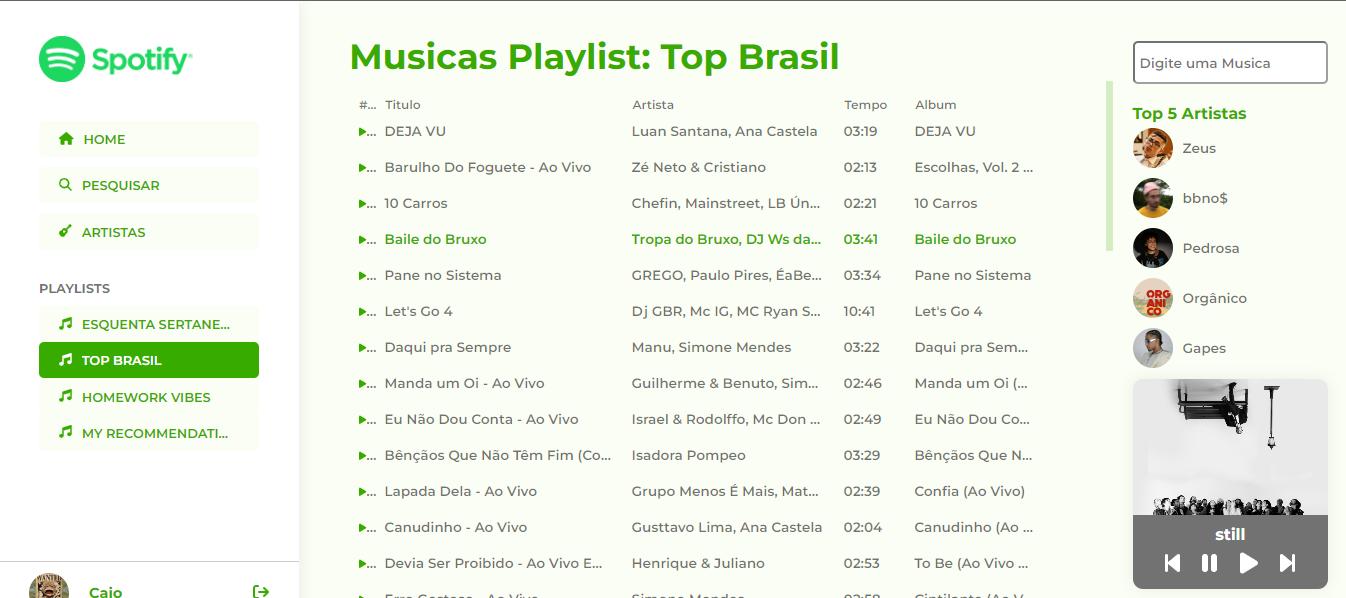 Spotify
HOME
PESQUISAR
ARTISTAS
PLAYLISTS
ESQUENTA SERTANE...
TOP BRASIL
HOMEWORK VIBES
MY RECOMMENDATI...
Caio
Musicas Playlist: Top Brasil
#... Titulo Artista Tempo Album
... DEJA VU Luan Santana, Ana Castela 03:19 DEJA VU
... Barulho Do Foguete - Ao Vivo Zé Neto & Cristiano 02:13 Escolhas, Vol. 2 ...
... 10 Carros Chefin, Mainstreet, LB Ún... 02:21 10 Carros
... Baile do Bruxo Tropa do Bruxo, DJ Ws da... 03:41 Baile do Bruxo
... Pane no Sistema GREGO, Paulo Pires, ÉaBe... 03:34 Pane no Sistema
... Let's Go 4 Dj GBR, Mc IG, MC Ryan S... 10:41 Let's Go 4
... Daqui pra Sempre Manu, Simone Mendes 03:22 Daqui pra Sem...
... Manda um Oi - Ao Vivo Guilherme & Benuto, Sim... 02:46 Manda um Oi (...
... Eu Não Dou Conta - Ao Vivo Israel & Rodolffo, Mc Don ... 02:49 Eu Não Dou Co...
... Bênçãos Que Não Têm Fim (Co... Isadora Pompeo 03:29 Bênçãos Que N...
... Lapada Dela - Ao Vivo Grupo Menos É Mais, Mat... 02:39 Confia (Ao Vivo)
... Canudinho - Ao Vivo Gusttavo Lima, Ana Castela 02:04 Canudinho (Ao ...
... Devia Ser Proibido - Ao Vivo E... Henrique & Juliano 02:53 To Be (Ao Vivo ...
Digite uma Musica
Top 5 Artistas
Zeus
bbno$
Pedrosa
ORG
ANI
CO
Orgânico
Gapes
still